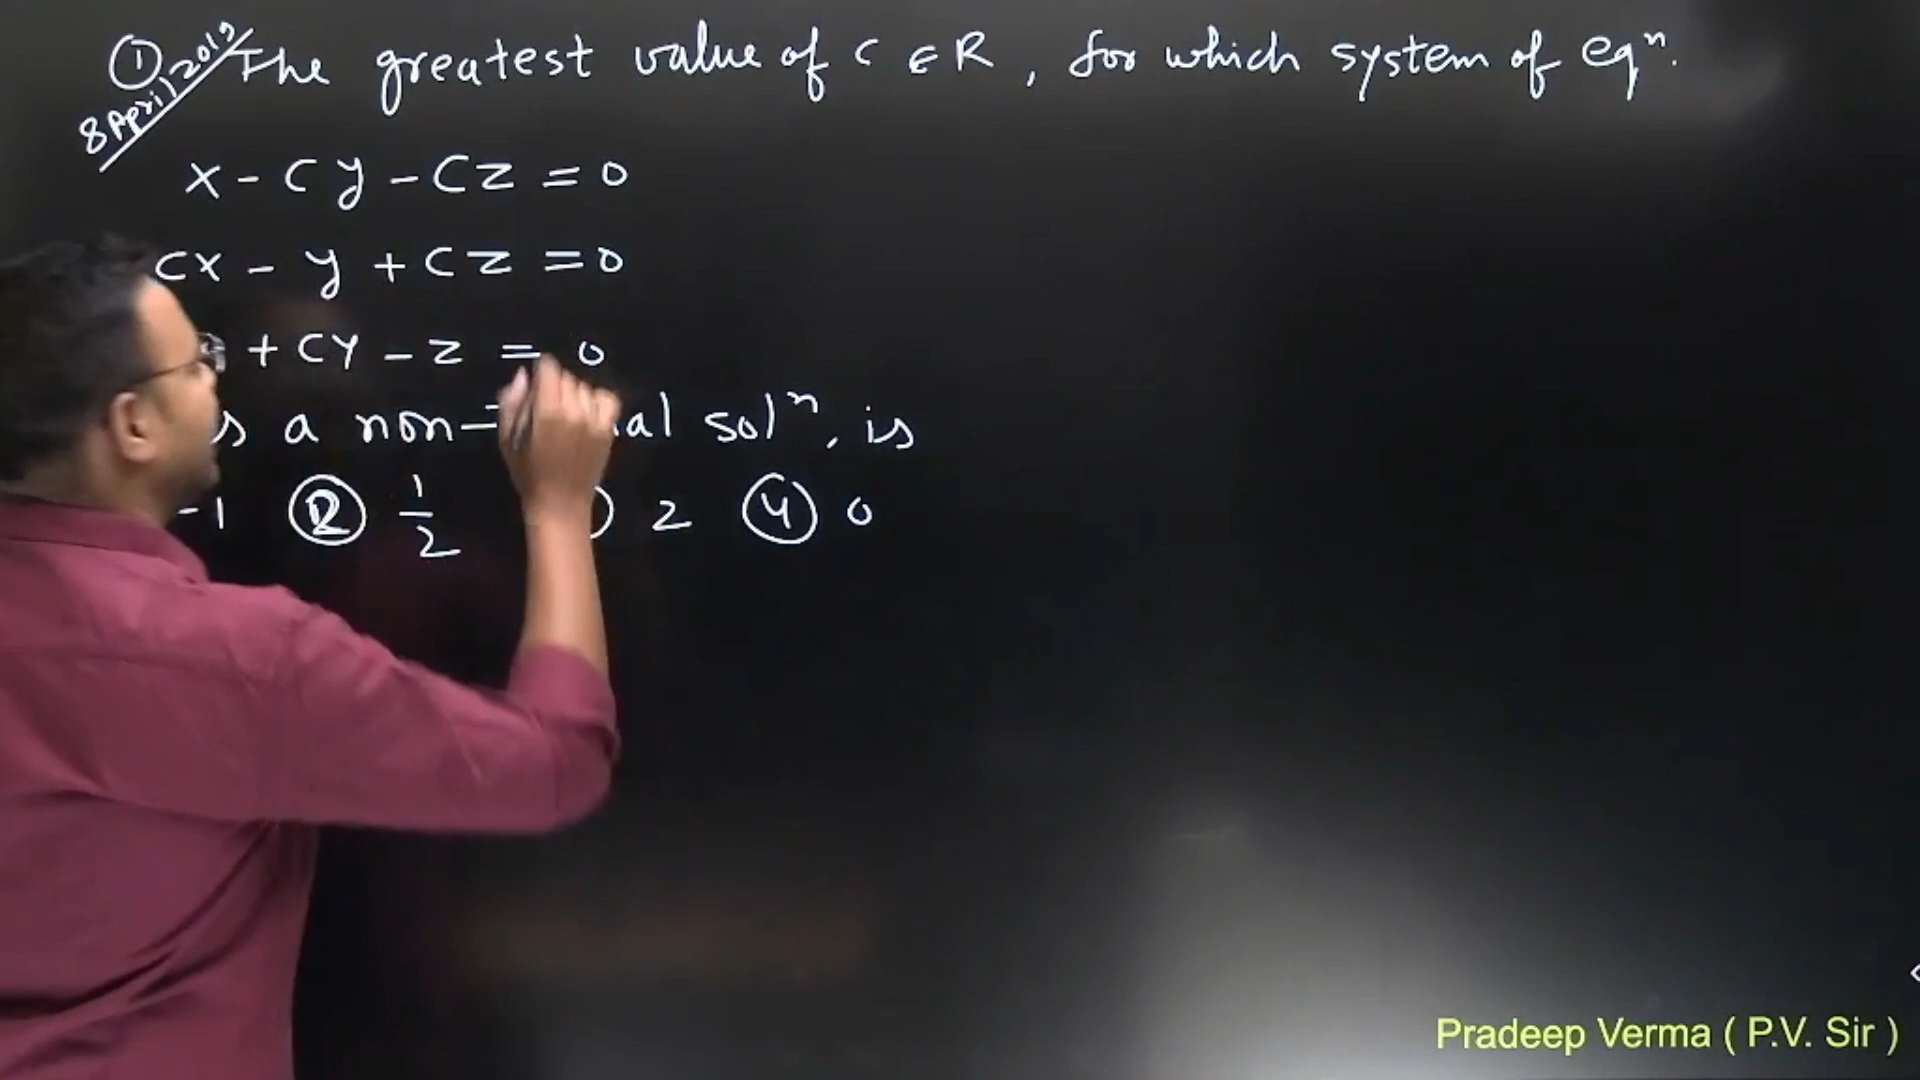 ① The greatest value of C ∈ R, for which system of eqⁿ.
8 April 2019
x - cy - cz = 0
cx - y + cz = 0
+ cy - z = 0
s a non- al solⁿ, is
-1 ② 1/2 2 ④ 0
Pradeep Verma ( P.V. Sir )